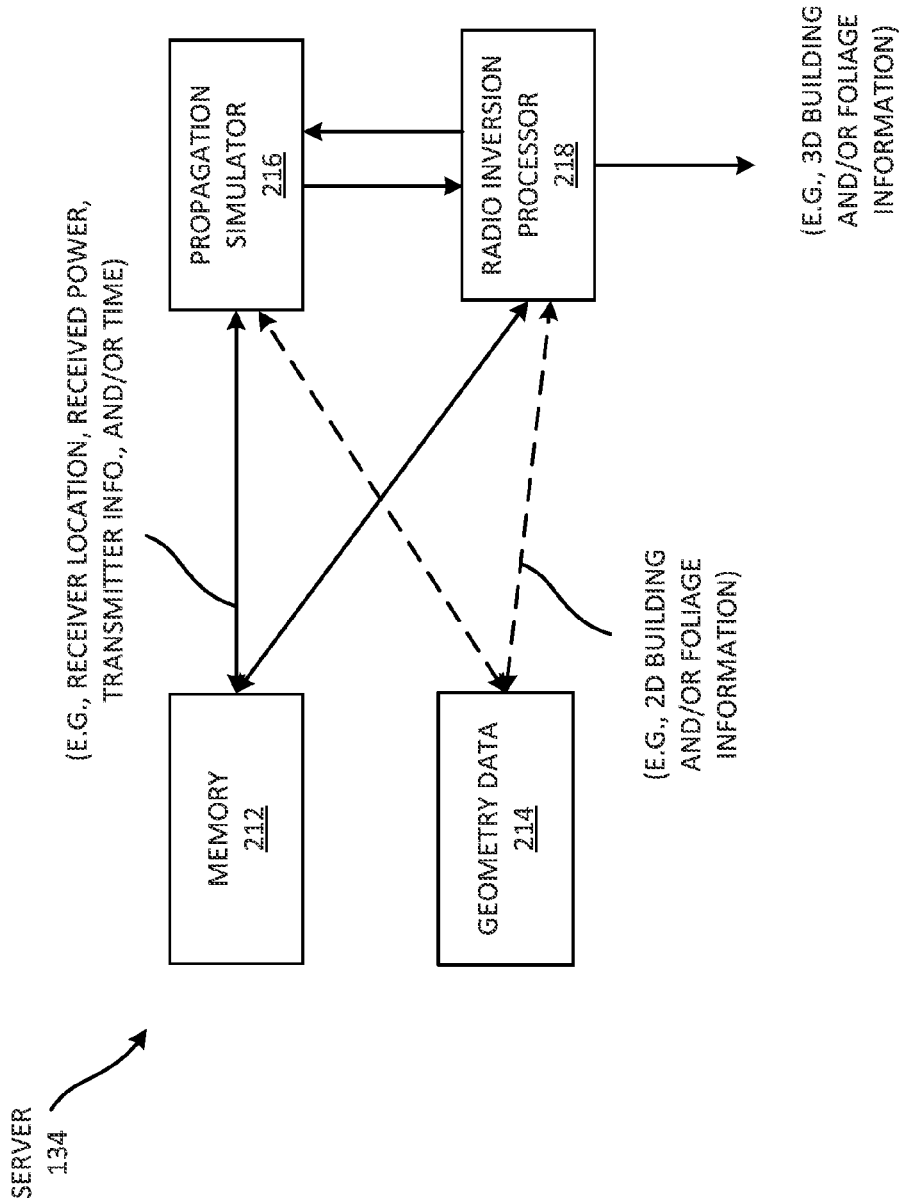 SERVER
134
(E.G., RECEIVER LOCATION, RECEIVED POWER,
TRANSMITTER INFO., AND/OR TIME)
MEMORY
212
PROPAGATION
SIMULATOR
216
GEOMETRY DATA
214
RADIO INVERSION
PROCESSOR
218
(E.G., 2D BUILDING
AND/OR FOLIAGE
INFORMATION)
(E.G., 3D BUILDING
AND/OR FOLIAGE
INFORMATION)